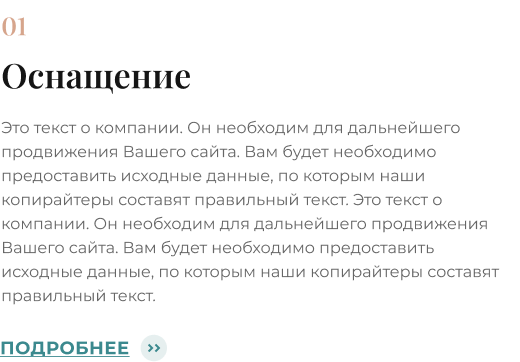 01
Оснащение
Это текст о компании. Он необходим для дальнейшего
продвижения Вашего сайта. Вам будет необходимо
предоставить исходные данные, по которым наши
копирайтеры составят правильный текст. Это текст о
компании. Он необходим для дальнейшего продвижения
Вашего сайта. Вам будет необходимо предоставить
исходные данные, по которым наши копирайтеры составят
правильный текст.
ПОДРОБНЕЕ